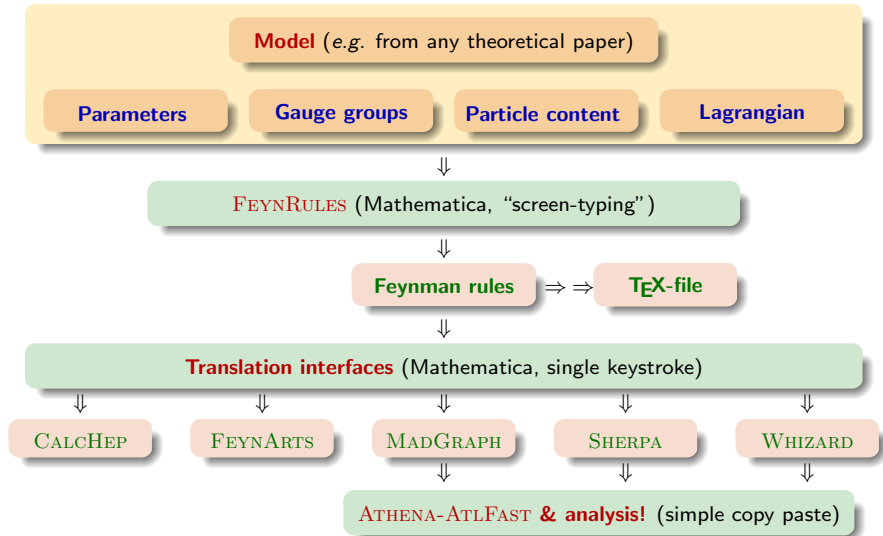 Model (e.g. from any theoretical paper)
Parameters Gauge groups Particle content Lagrangian
⇓
FEYNRULES (Mathematica, “screen-typing”)
⇓
Feynman rules ⇒ ⇒ TEX-file
⇓
Translation interfaces (Mathematica, single keystroke)
⇓ ⇓ ⇓ ⇓ ⇓
CALCHEP FEYNARTS MADGRAPH SHERPA WHIZARD
⇓ ⇓ ⇓
ATHENA-ATLFAST & analysis! (simple copy paste)